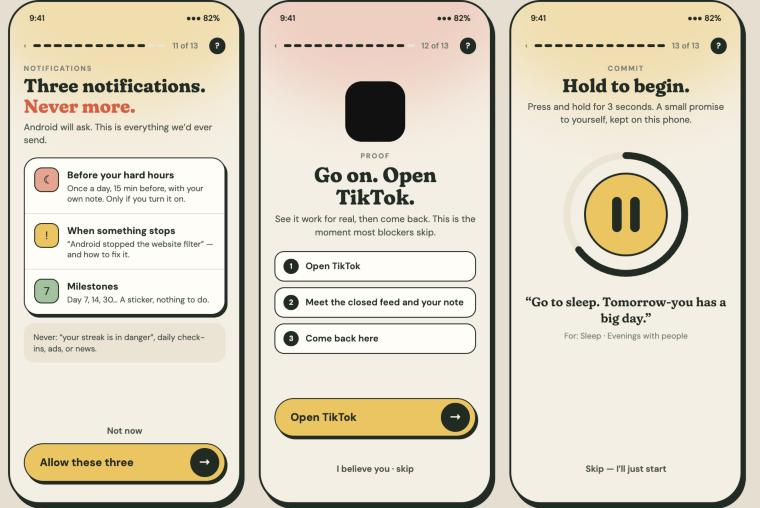 9:41
●●● 82%
‹
11 of 13
?
NOTIFICATIONS
Three notifications.
Never more.
Android will ask. This is everything we'd ever
send.
☾
Before your hard hours
Once a day, 15 min before, with your
own note. Only if you turn it on.
!
When something stops
“Android stopped the website filter” —
and how to fix it.
7
Milestones
Day 7, 14, 30… A sticker, nothing to do.
Never: “your streak is in danger”, daily check-
ins, ads, or news.
Not now
Allow these three
→
9:41
●●● 82%
‹
12 of 13
?
PROOF
Go on. Open
TikTok.
See it work for real, then come back. This is the
moment most blockers skip.
1 Open TikTok
2 Meet the closed feed and your note
3 Come back here
Open TikTok
→
I believe you · skip
9:41
●●● 82%
‹
13 of 13
?
COMMIT
Hold to begin.
Press and hold for 3 seconds. A small promise
to yourself, kept on this phone.
“Go to sleep. Tomorrow-you has a
big day.”
For: Sleep · Evenings with people
Skip — I'll just start